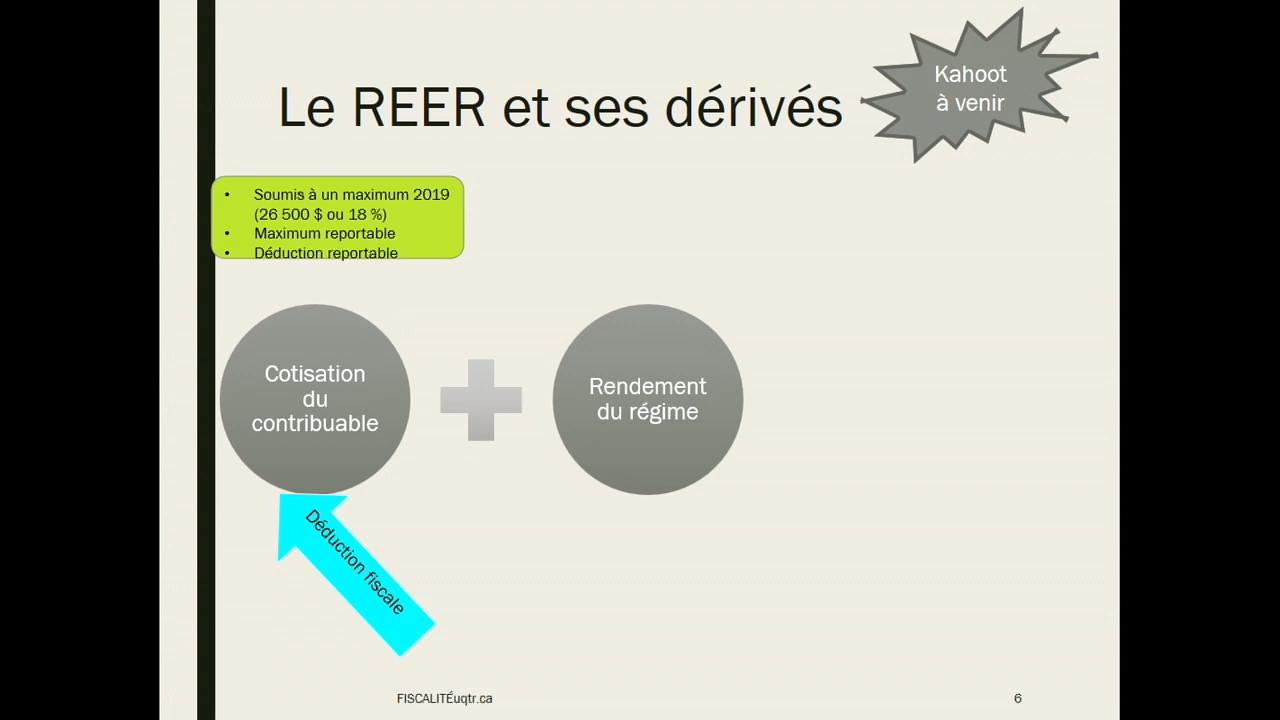 Kahoot
à venir
Le REER et ses dérivés
• Soumis à un maximum 2019
(26 500 $ ou 18 %)
• Maximum reportable
• Déduction reportable
Cotisation
du
contribuable
Rendement
du régime
Déduction fiscale
FISCALITÉuqtr.ca
6